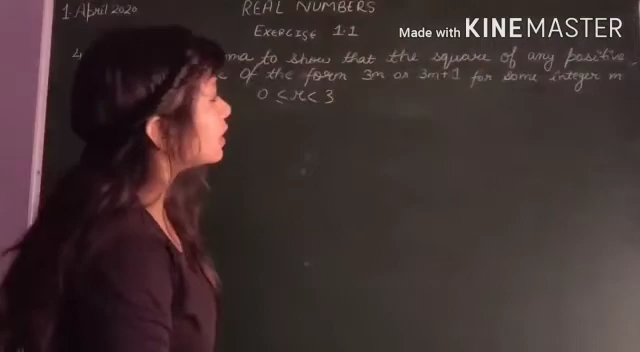 1 April 2020
REAL NUMBERS
Made with KINEMASTER
EXERCISE 1.1
4 ma to show that the square of any positive
of the form 3m or 3m+1 for some integer m
0 ≤ r < 3